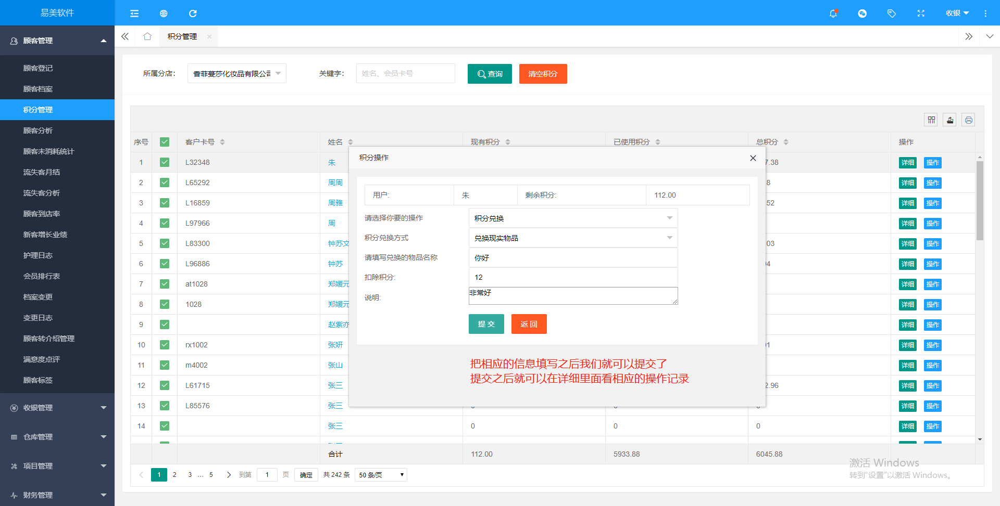 易美软件
收银
顾客管理
积分管理
顾客登记
顾客档案
积分管理
顾客分析
顾客未消耗统计
流失客月结
流失客分析
顾客到店率
新客增长业绩
护理日志
会员排行表
档案变更
变更日志
顾客转介绍管理
满意度点评
顾客标签
收银管理
仓库管理
项目管理
财务管理
所属分店:
香菲蔓莎化妆品有限公司
关键字:
姓名、会员卡号
查询
清空积分
序号 客户卡号 姓名 现有积分 已使用积分 总积分 操作
1 L32348 朱 7.38 详细 操作
2 L65292 周周 8 详细 操作
3 L16859 周雅 52 详细 操作
4 L97966 周 详细 操作
5 L83300 钟苏文 03 详细 操作
6 L96886 钟苏 4 详细 操作
7 at1028 郑媛元 详细 操作
8 1028 郑媛元 详细 操作
9 赵紫亦 详细 操作
10 rx1002 张妍 1 详细 操作
11 m4002 张山 详细 操作
12 L61715 张三 2.96 详细 操作
13 L85576 张三 0 0 0 详细 操作
14 张三 0 0 0 详细 操作
合计 112.00 5933.88 6045.88
1 2 3 ... 5 到第 1 页 确定 共 242 条 50 条/页
积分操作
用户: 朱 剩余积分: 112.00
请选择你要的操作 积分兑换
积分兑换方式 兑换现实物品
请填写兑换的物品名称 你好
扣除积分: 12
说明: 非常好
提 交 返 回
把相应的信息填写之后我们就可以提交了
提交之后就可以在详细里面看相应的操作记录
激活 Windows
转到"设置"以激活 Windows。